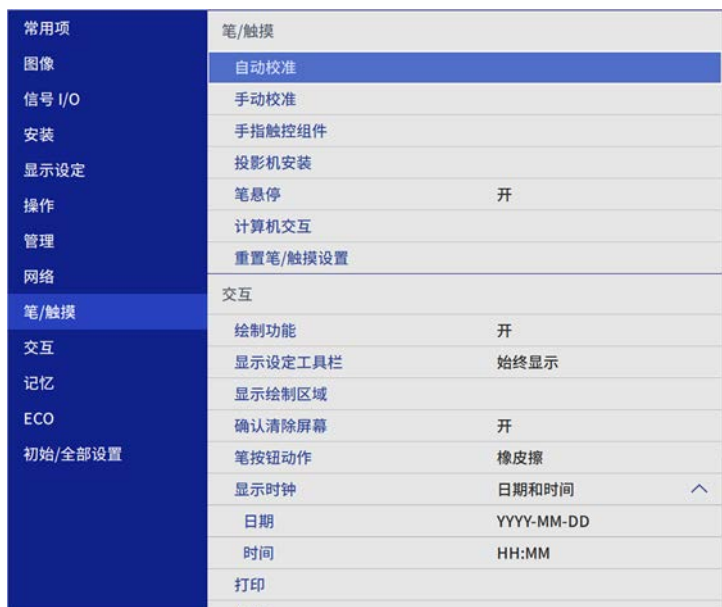 常用项
图像
信号 I/O
安装
显示设定
操作
管理
网络
笔/触摸
交互
记忆
ECO
初始/全部设置
笔/触摸
自动校准
手动校准
手指触控组件
投影机安装
笔悬停 开
计算机交互
重置笔/触摸设置
交互
绘制功能 开
显示设定工具栏 始终显示
显示绘制区域
确认清除屏幕 开
笔按钮动作 橡皮擦
显示时钟 日期和时间
日期 YYYY-MM-DD
时间 HH:MM
打印